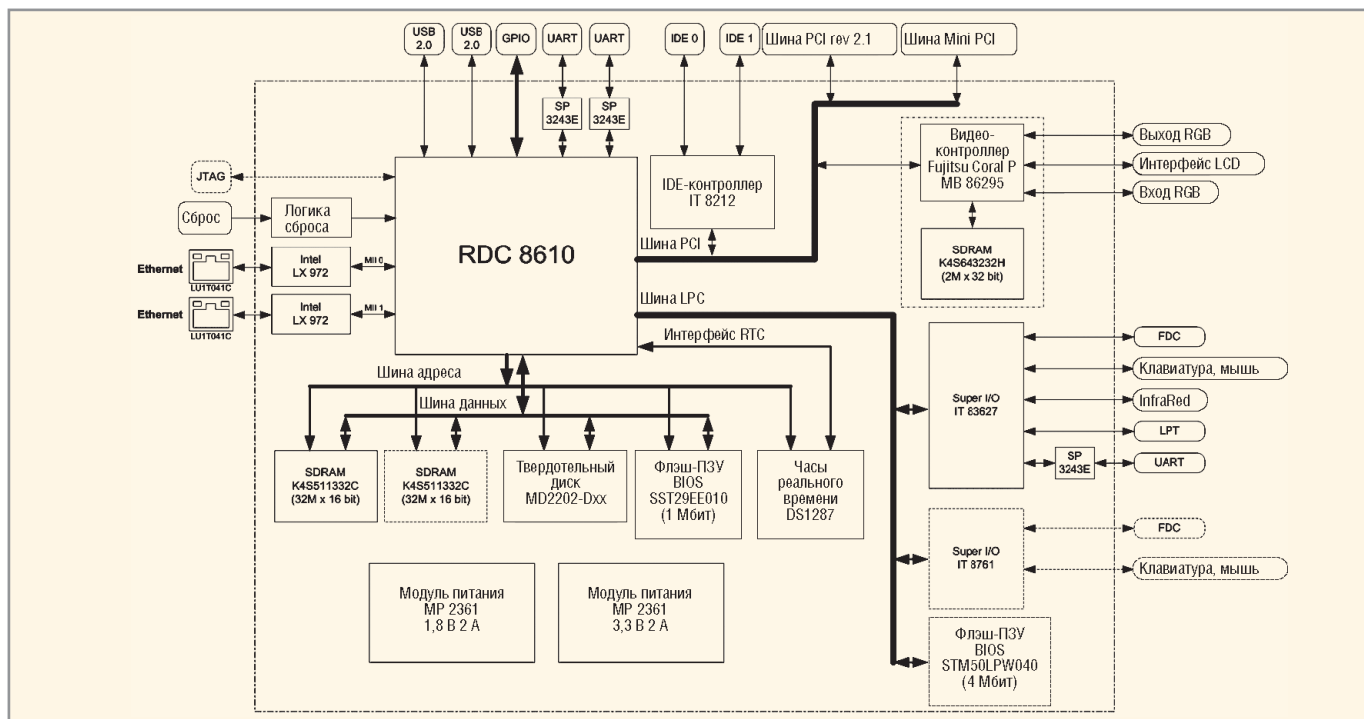 USB
2.0
USB
2.0
GPIO
UART
UART
IDE 0
IDE 1
Шина PCI rev 2.1
Шина Mini PCI
SP
3243E
SP
3243E
Видео-
контроллер
Fujitsu Coral P
MB 86295
Выход RGB
Интерфейс LCD
Вход RGB
JTAG
Сброс
Логика
сброса
IDE-контроллер
IT 8212
RDC 8610
Шина PCI
SDRAM
K4S643232H
(2M x 32 bit)
Ethernet
LU1T041C
Intel
LX 972
MII 0
Ethernet
LU1T041C
Intel
LX 972
MII 1
Шина LPC
Интерфейс RTC
Шина адреса
Шина данных
Super I/O
IT 83627
FDC
Клавиатура, мышь
InfraRed
LPT
SP
3243E
UART
SDRAM
K4S511332C
(32M x 16 bit)
SDRAM
K4S511332C
(32M x 16 bit)
Твердотельный
диск
MD2202-Dxx
Флэш-ПЗУ
BIOS
SST29EE010
(1 Мбит)
Часы
реального
времени
DS1287
Super I/O
IT 8761
FDC
Клавиатура, мышь
Модуль питания
MP 2361
1,8 В 2 А
Модуль питания
MP 2361
3,3 В 2 А
Флэш-ПЗУ
BIOS
STM50LPW040
(4 Мбит)